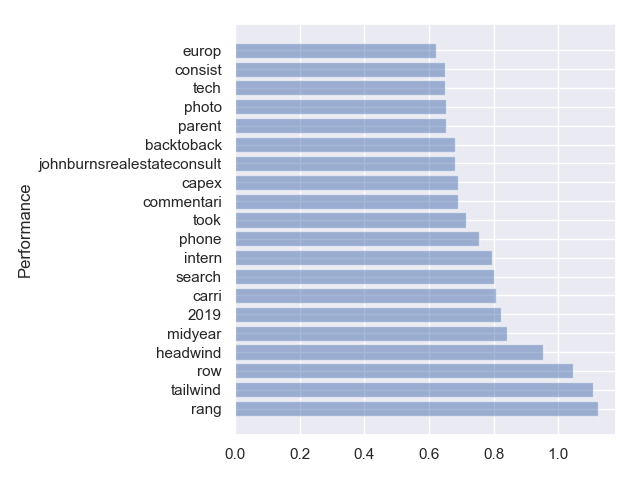 europ
consist
tech
photo
parent
backtoback
johnburnsrealestateconsult
capex
commentari
took
phone
intern
search
carri
2019
midyear
headwind
row
tailwind
rang
Performance
0.0 0.2 0.4 0.6 0.8 1.0